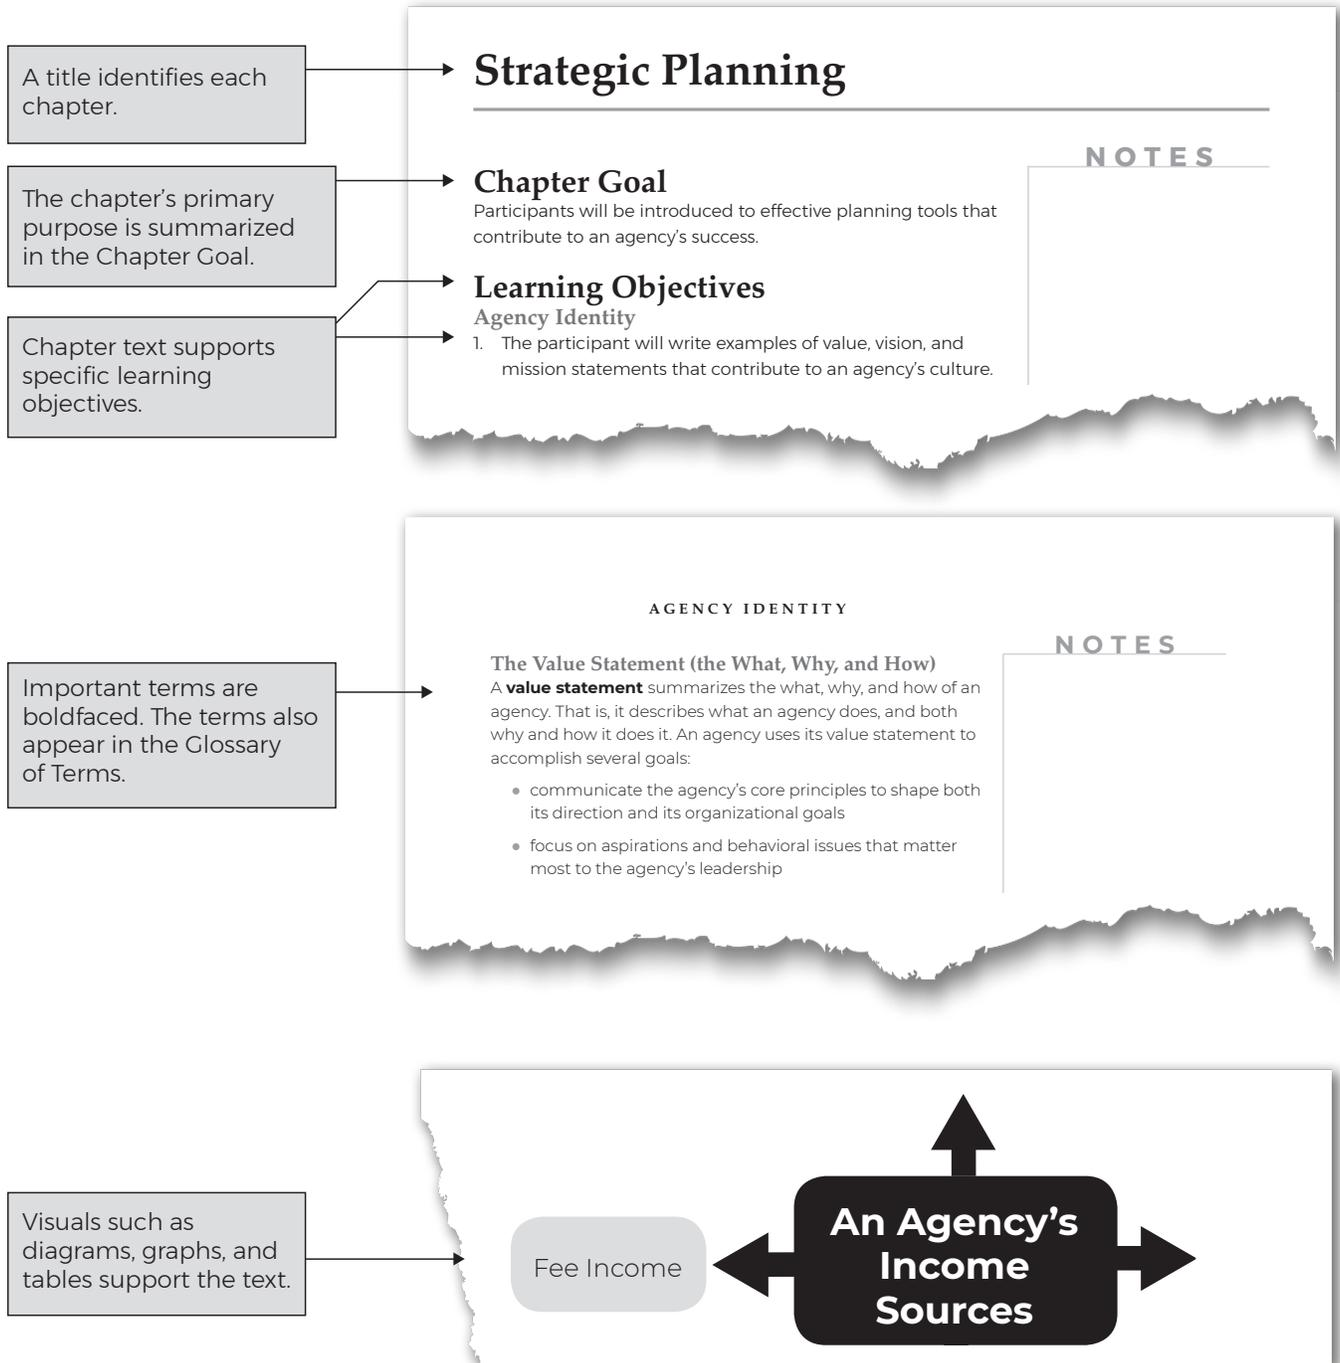 A title identifies each
chapter.
Strategic Planning
NOTES
The chapter’s primary
purpose is summarized
in the Chapter Goal.
Chapter Goal
Participants will be introduced to effective planning tools that
contribute to an agency’s success.
Chapter text supports
specific learning
objectives.
Learning Objectives
Agency Identity
1. The participant will write examples of value, vision, and
mission statements that contribute to an agency’s culture.
AGENCY IDENTITY
NOTES
Important terms are
boldfaced. The terms also
appear in the Glossary
of Terms.
The Value Statement (the What, Why, and How)
A value statement summarizes the what, why, and how of an
agency. That is, it describes what an agency does, and both
why and how it does it. An agency uses its value statement to
accomplish several goals:
• communicate the agency’s core principles to shape both
its direction and its organizational goals
• focus on aspirations and behavioral issues that matter
most to the agency’s leadership
Visuals such as
diagrams, graphs, and
tables support the text.
Fee Income
An Agency’s
Income
Sources